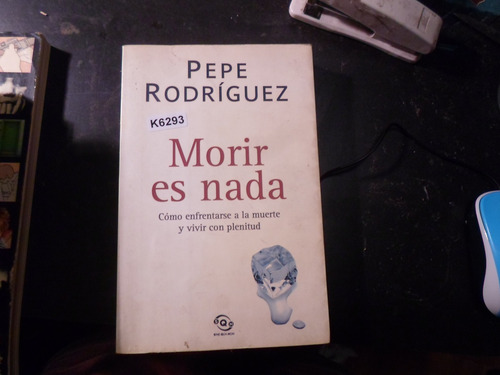 PEPE
RODRÍGUEZ
K6293
Morir
es nada
Cómo enfrentarse a la muerte
y vivir con plenitud